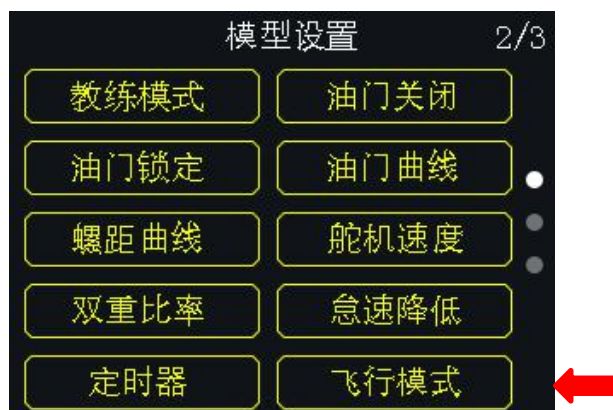 模型设置 2/3
教练模式 油门关闭
油门锁定 油门曲线
螺距曲线 舵机速度
双重比率 怠速降低
定时器 飞行模式